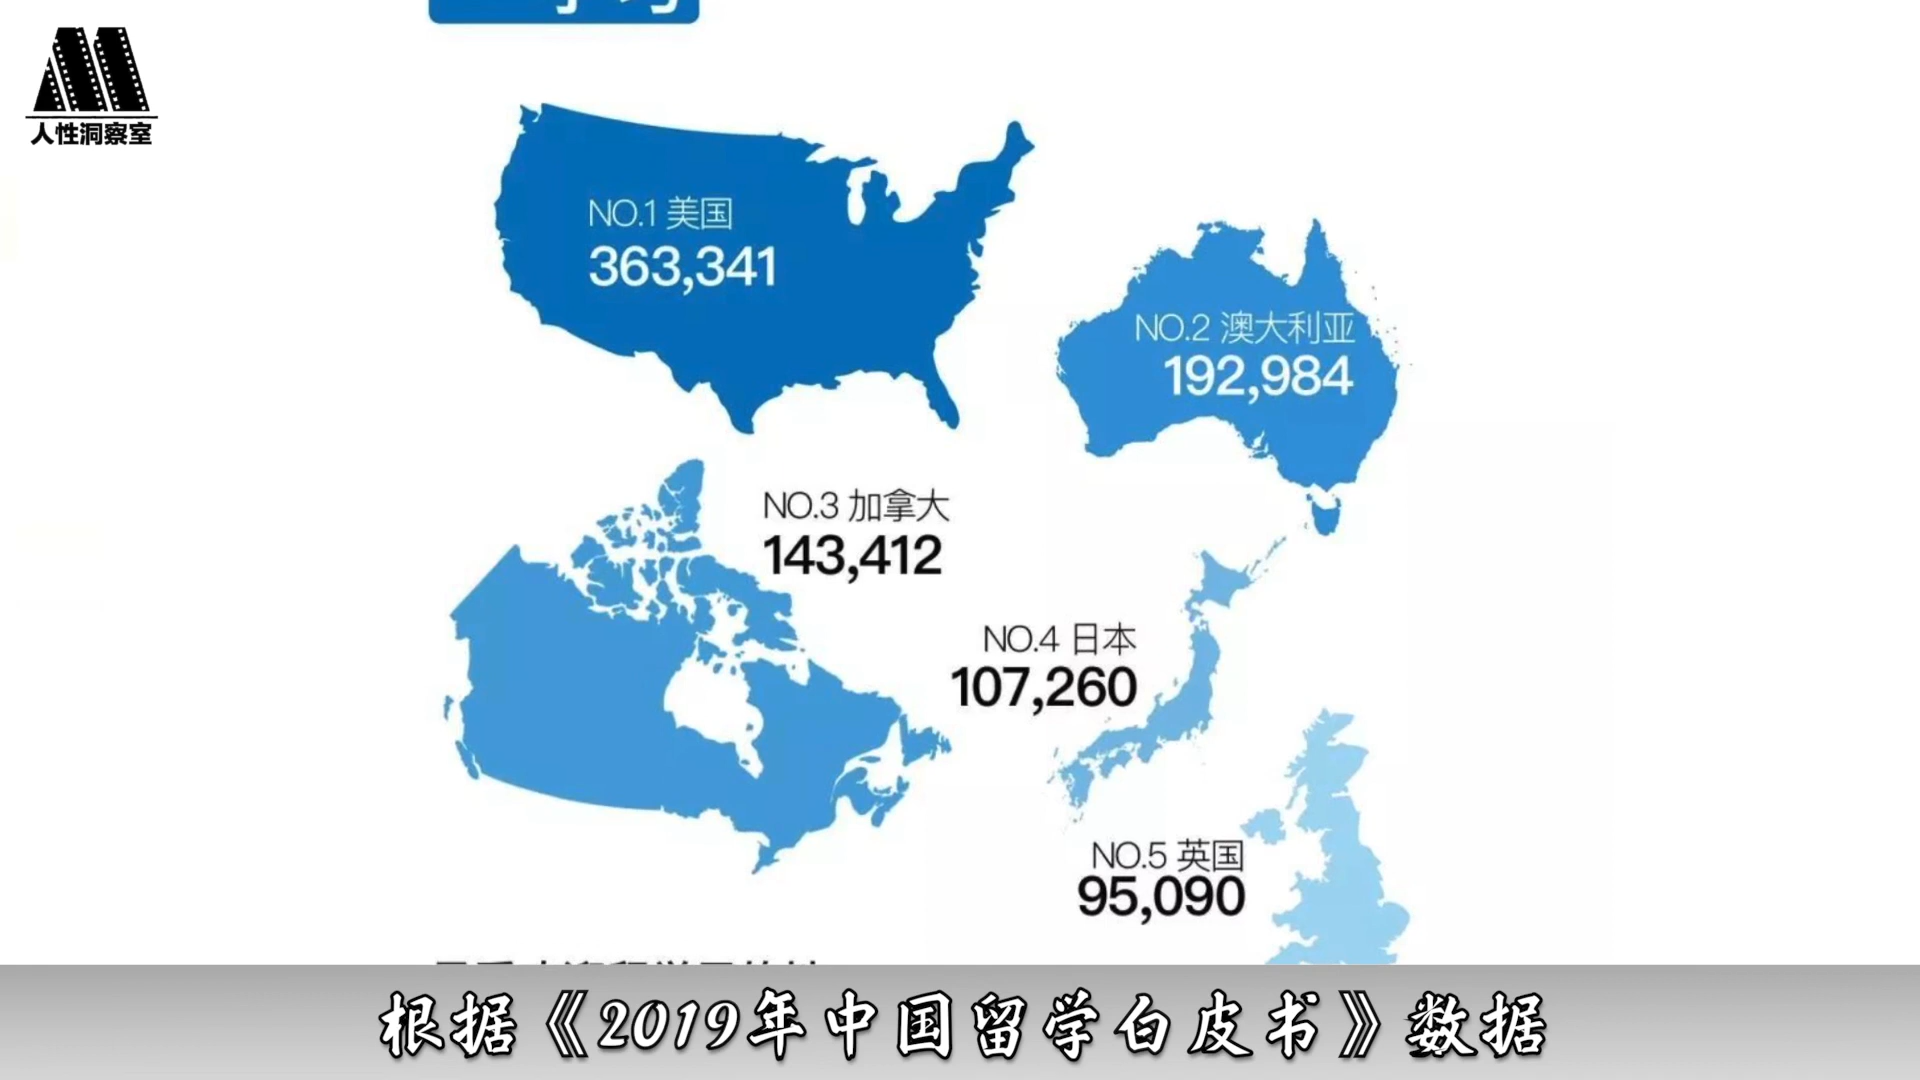 学习
人性洞察室
NO.1 美国
363,341
NO.2 澳大利亚
192,984
NO.3 加拿大
143,412
NO.4 日本
107,260
NO.5 英国
95,090
根据《2019年中国留学白皮书》数据